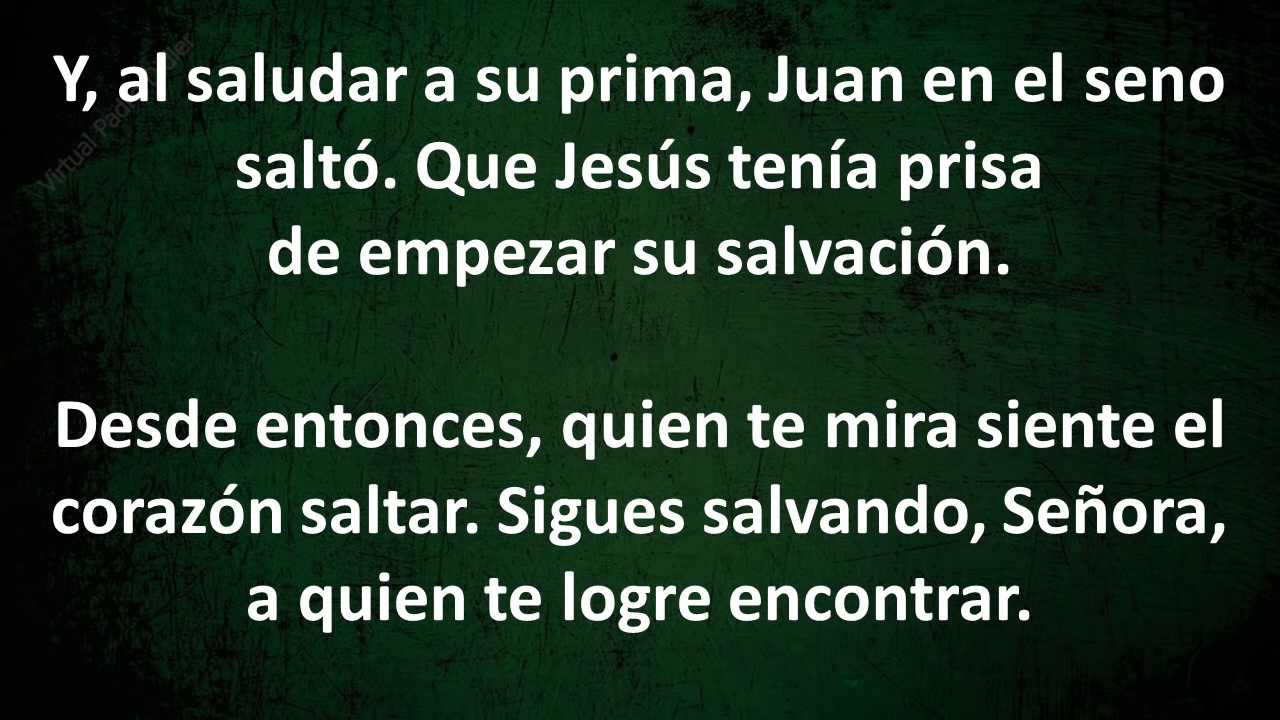 Y, al saludar a su prima, Juan en el seno
saltó. Que Jesús tenía prisa
de empezar su salvación.
Desde entonces, quien te mira siente el
corazón saltar. Sigues salvando, Señora,
a quien te logre encontrar.